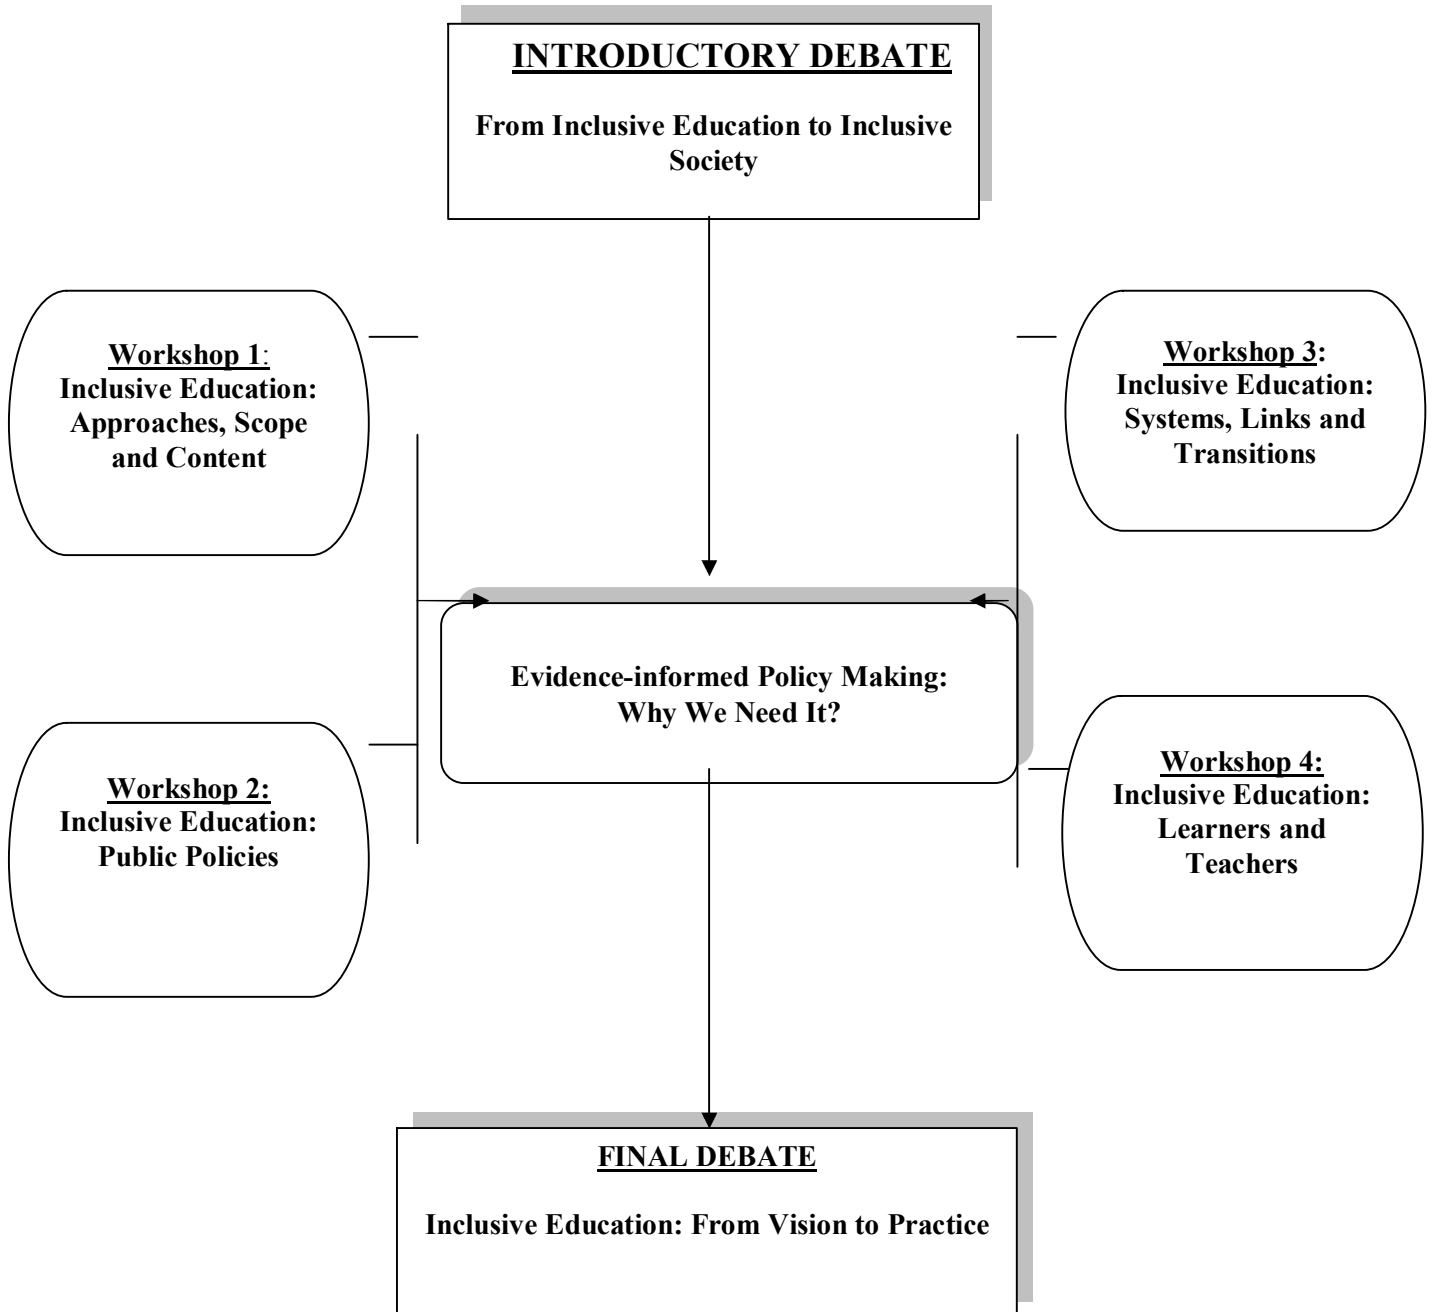 INTRODUCTORY DEBATE
From Inclusive Education to Inclusive
Society
Workshop 1:
Inclusive Education:
Approaches, Scope
and Content
Workshop 3:
Inclusive Education:
Systems, Links and
Transitions
Evidence-informed Policy Making:
Why We Need It?
Workshop 2:
Inclusive Education:
Public Policies
Workshop 4:
Inclusive Education:
Learners and
Teachers
FINAL DEBATE
Inclusive Education: From Vision to Practice